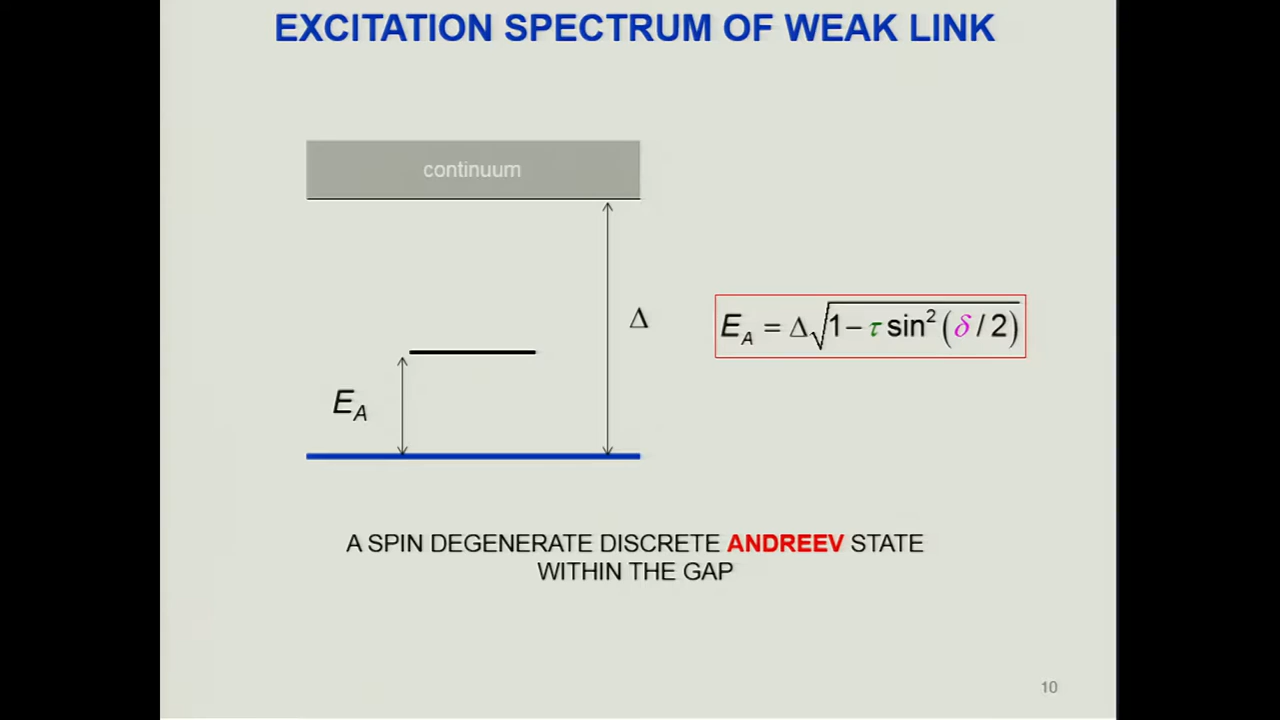 EXCITATION SPECTRUM OF WEAK LINK
continuum
Δ
E_A = Δ√(1 − τ sin²(δ / 2))
E_A
A SPIN DEGENERATE DISCRETE ANDREEV STATE
WITHIN THE GAP
10